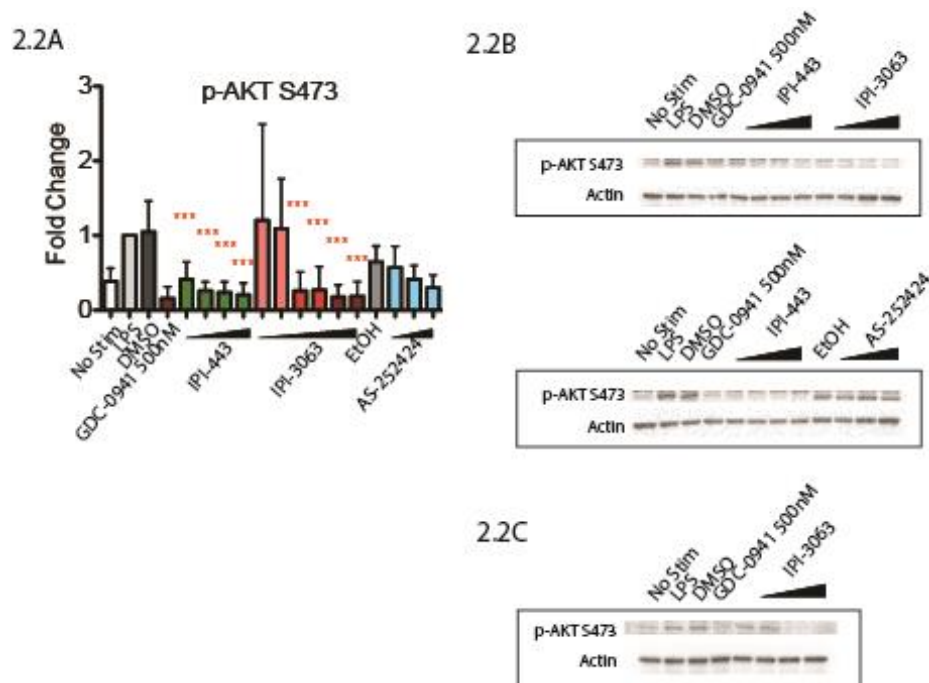 2.2A
p-AKT S473
Fold Change
3
2
1
0
***
***
***
***
***
***
***
***
No Stim
LPS
DMSO
GDC-0941 500nM
IPI-443
IPI-3063
EtOH
AS-252424
2.2B
No Stim
LPS
DMSO
GDC-0941 500nM
IPI-443
IPI-3063
p-AKT S473
Actin
No Stim
LPS
DMSO
GDC-0941 500nM
IPI-443
EtOH
AS-252424
p-AKT S473
Actin
2.2C
No Stim
LPS
DMSO
GDC-0941 500nM
IPI-3063
p-AKT S473
Actin